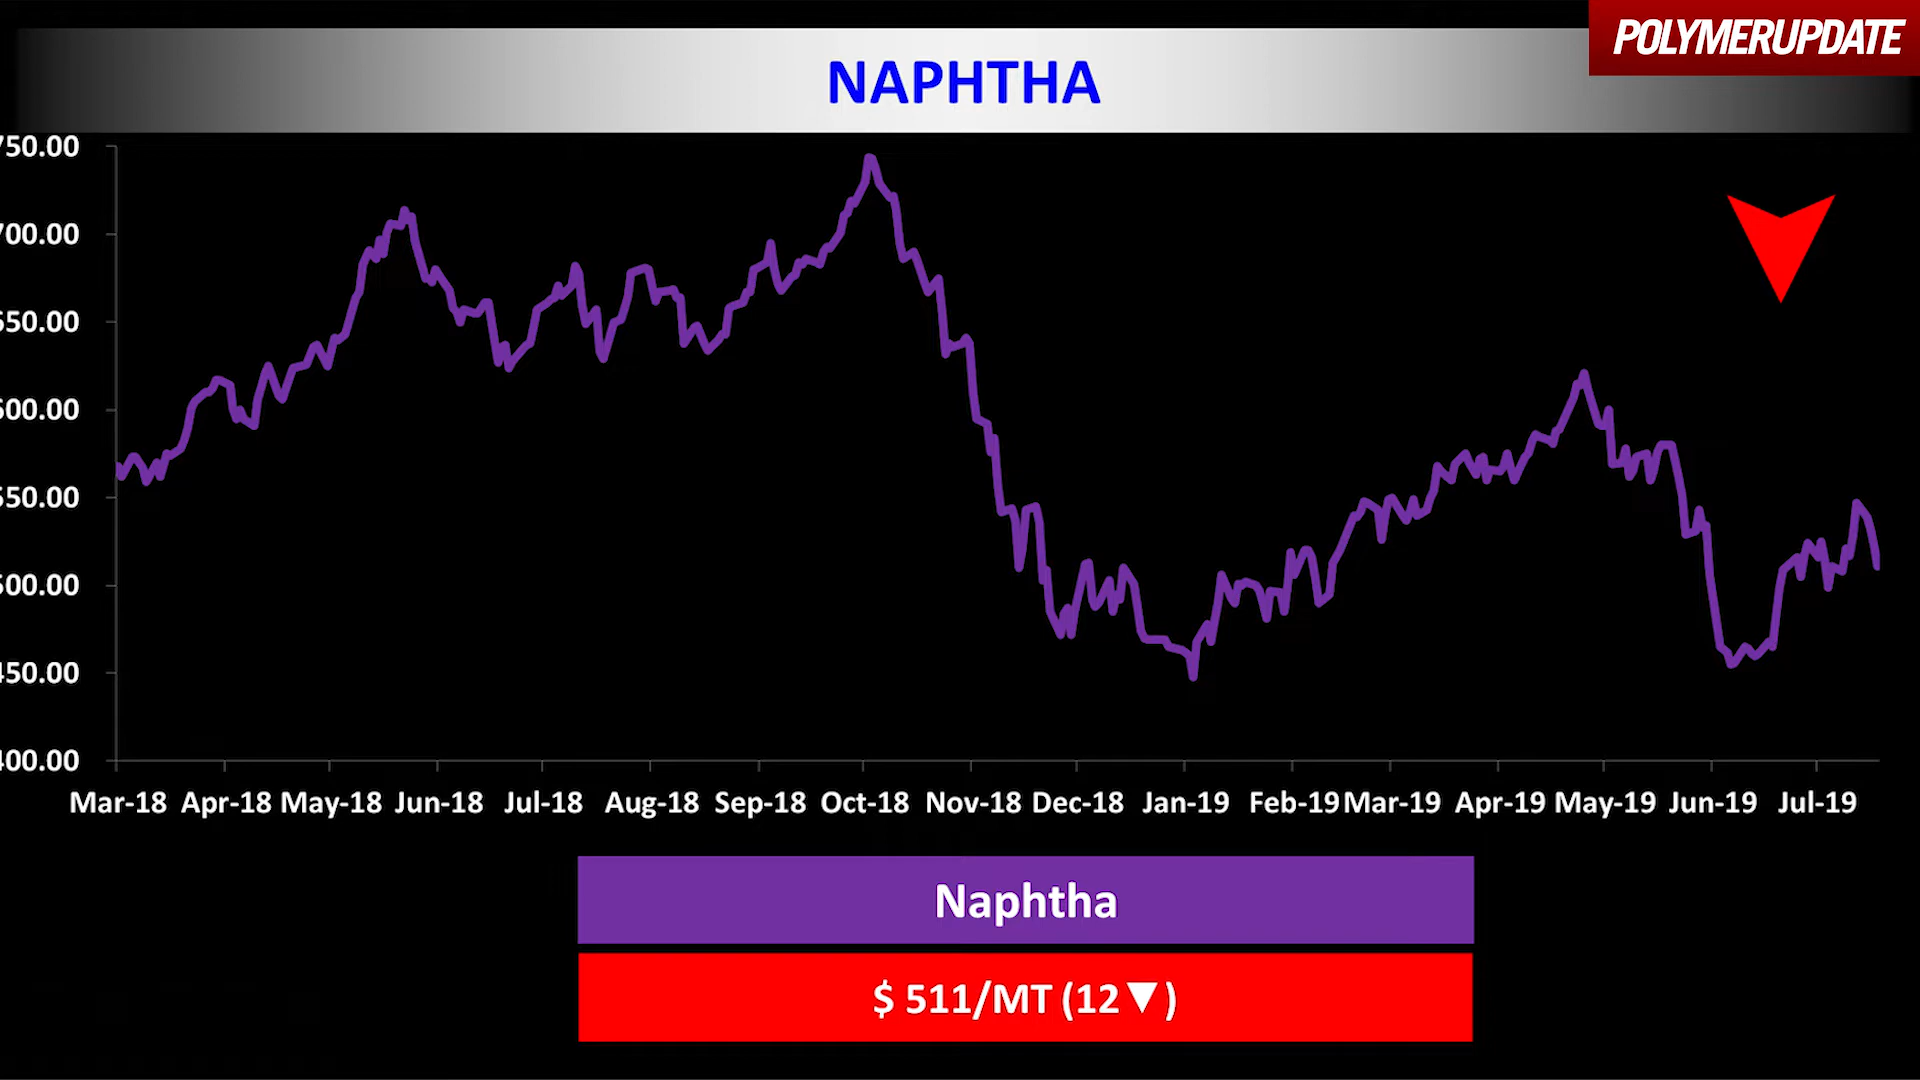 POLYMERUPDATE
NAPHTHA
750.00
700.00
650.00
600.00
550.00
500.00
450.00
400.00
Mar-18 Apr-18 May-18 Jun-18 Jul-18 Aug-18 Sep-18 Oct-18 Nov-18 Dec-18 Jan-19 Feb-19 Mar-19 Apr-19 May-19 Jun-19 Jul-19
Naphtha
$ 511/MT (12▼)